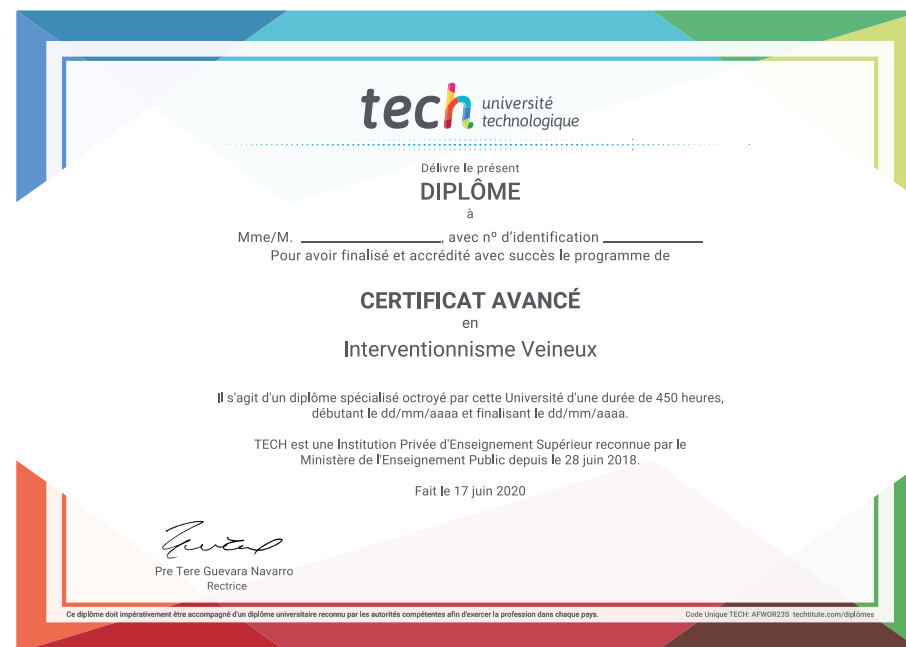 tech université
technologique
Délivre le présent
DIPLÔME
à
Mme/M. ____________________, avec nº d'identification ______________
Pour avoir finalisé et accrédité avec succès le programme de
CERTIFICAT AVANCÉ
en
Interventionnisme Veineux
Il s'agit d'un diplôme spécialisé octroyé par cette Université d'une durée de 450 heures,
débutant le dd/mm/aaaa et finalisant le dd/mm/aaaa.
TECH est une Institution Privée d'Enseignement Supérieur reconnue par le
Ministère de l'Enseignement Public depuis le 28 juin 2018.
Fait le 17 juin 2020
Pre Tere Guevara Navarro
Rectrice
Ce diplôme doit impérativement être accompagné d'un diplôme universitaire reconnu par les autorités compétentes afin d'exercer la profession dans chaque pays.
Code Unique TECH: AFWOR23S techtitute.com/diplômes